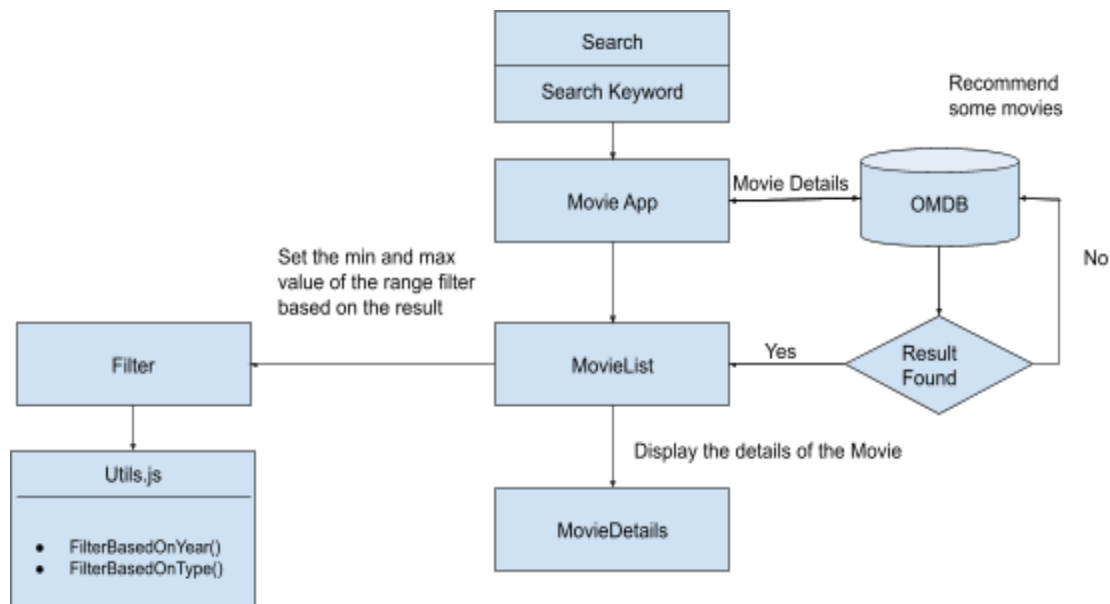 Search
Search Keyword
Recommend
some movies
Movie App
Movie Details
OMDB
Set the min and max
value of the range filter
based on the result
No
Filter
MovieList
Yes
Result
Found
Display the details of the Movie
Utils.js
MovieDetails
● FilterBasedOnYear()
● FilterBasedOnType()